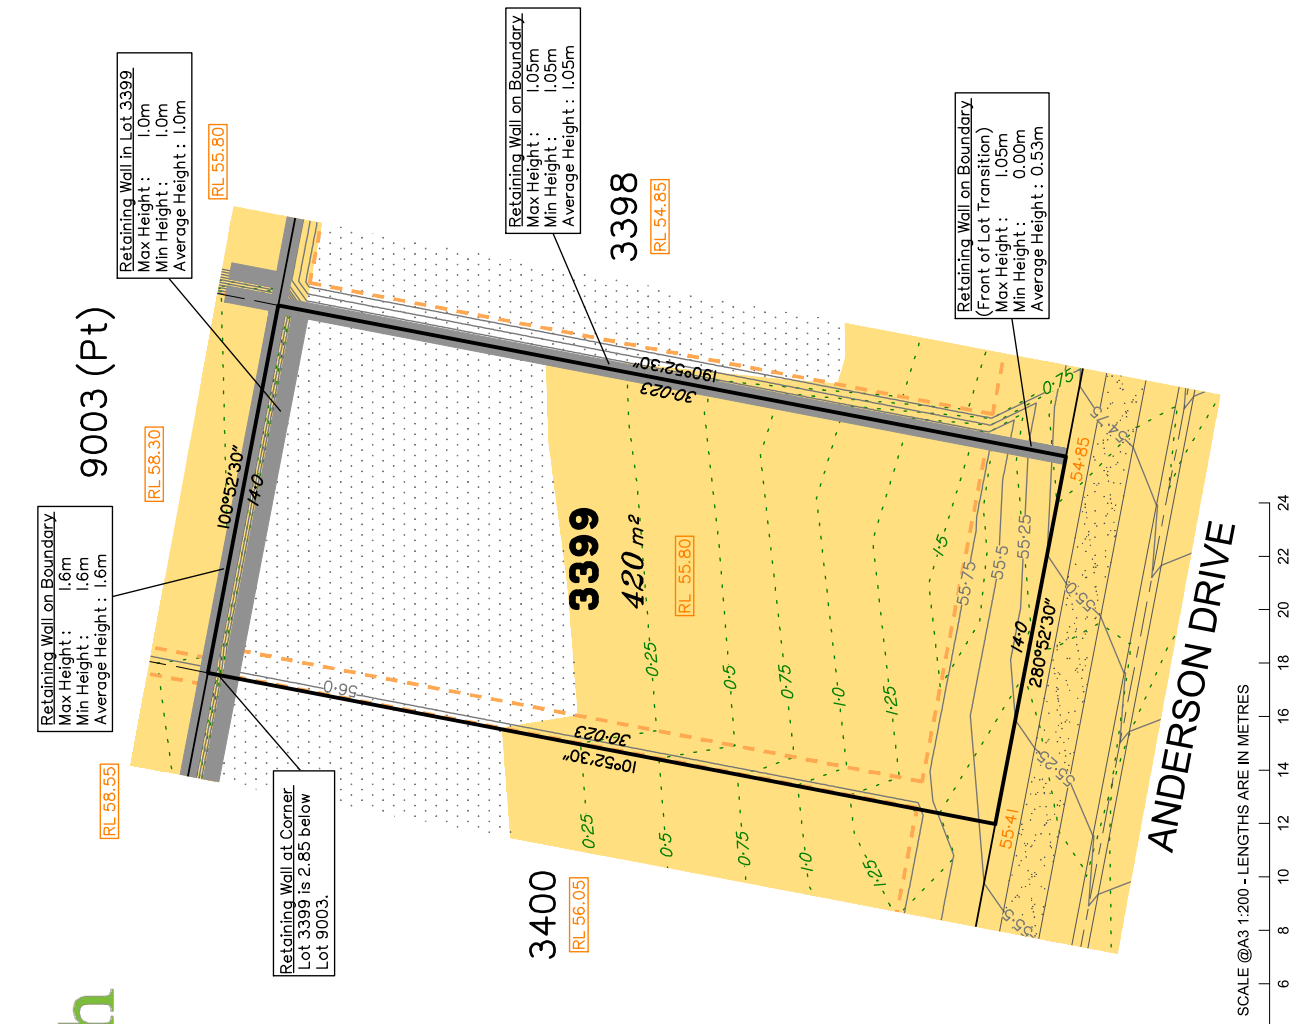 Retaining Wall on Boundary
Max Height : 1.6m
Min Height : 1.6m
Average Height : 1.6m
RL 58.55
9003 (Pt)
RL 58.30
Retaining Wall in Lot 3399
Max Height : 1.0m
Min Height : 1.0m
Average Height : 1.0m
RL 55.80
Retaining Wall on Boundary
Max Height : 1.05m
Min Height : 1.05m
Average Height : 1.05m
3398
RL 54.85
Retaining Wall on Boundary
(Front of Lot Transition)
Max Height : 1.05m
Min Height : 0.00m
Average Height : 0.53m
100°52'30"
14·0
190°52'30"
30·023
Retaining Wall at Corner
Lot 3399 is 2.85 below
Lot 9003.
56·0
3399
420 m²
RL 55.80
30·023
10°52'30"
3400
RL 56.05
0·25
0·5
0·75
1·0
1·25
0·25
0·5
0·75
1·0
1·25
1·5
0·75
55·75
55·5
55·25
54·75
54·85
55·0
55·25
55·5
55·41
14·0
280°52'30"
ANDERSON DRIVE
SCALE @A3 1:200 - LENGTHS ARE IN METRES
6 8 10 12 14 16 18 20 22 24
h